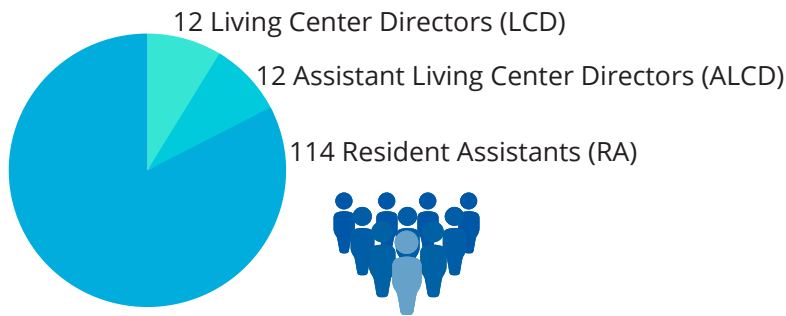 12 Living Center Directors (LCD)
12 Assistant Living Center Directors (ALCD)
114 Resident Assistants (RA)